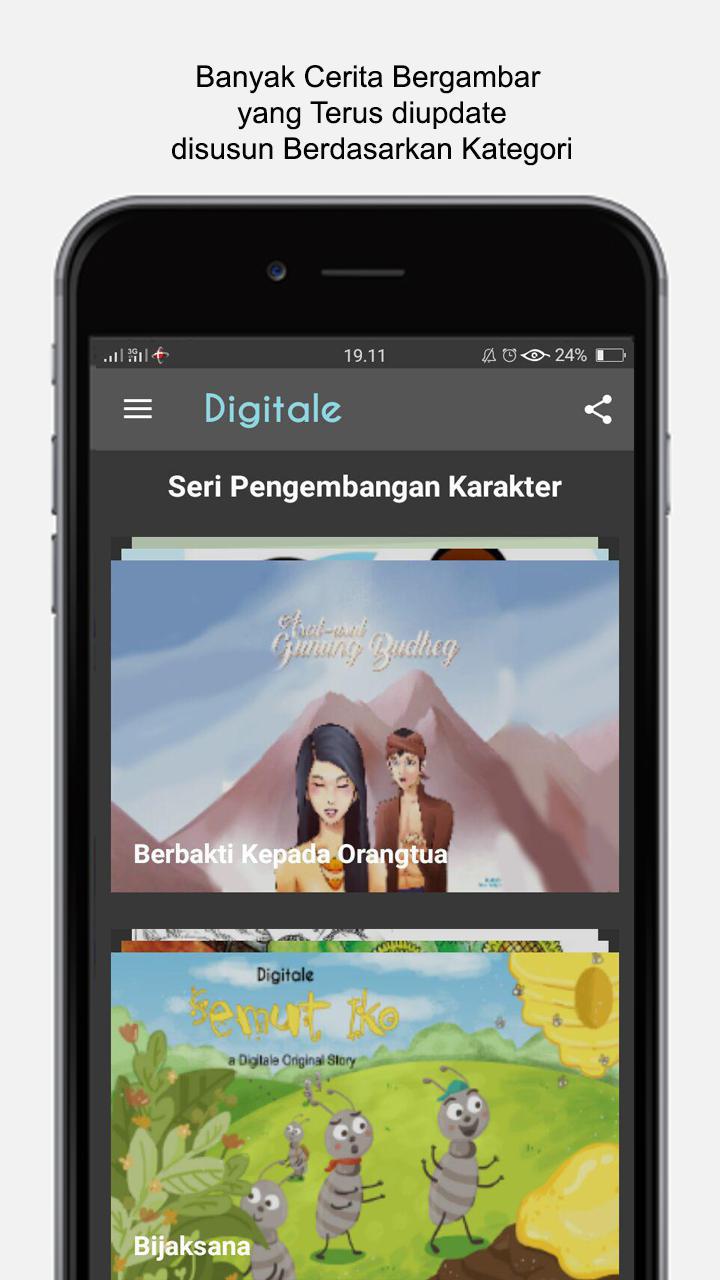 Banyak Cerita Bergambar
yang Terus diupdate
disusun Berdasarkan Kategori
3G
19.11
24%
Digitale
Seri Pengembangan Karakter
Asal-usul
Gunung Budheg
Berbakti Kepada Orangtua
Digitale
Semut Iko
a Digitale Original Story
Bijaksana